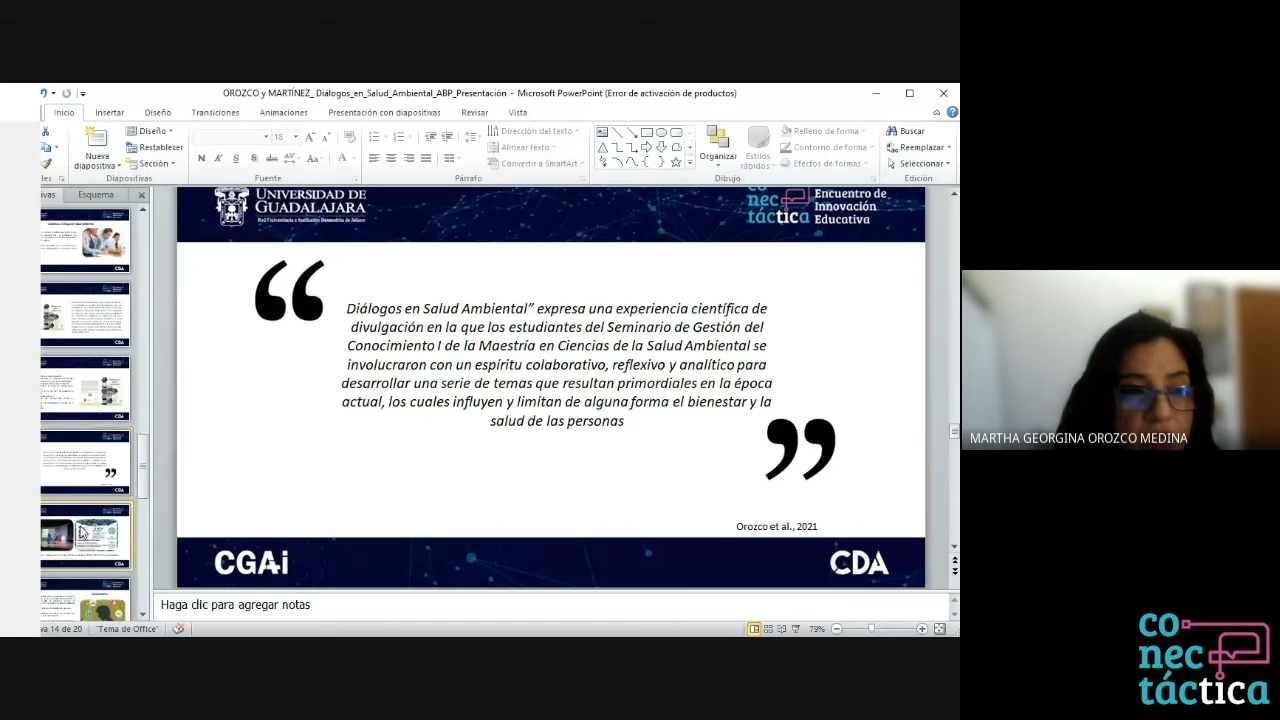 OROZCO y MARTÍNEZ_ Diálogos_en_Salud_Ambiental_ABP_Presentación - Microsoft PowerPoint (Error de activación de productos)
Inicio Insertar Diseño Transiciones Animaciones Presentación con diapositivas Revisar Vista
Nueva diapositiva
Diseño
Restablecer
Sección
Diapositivas
18
Fuente
Dirección del texto
Alinear texto
Convertir a SmartArt
Párrafo
Organizar
Estilos rápidos
Relleno de forma
Contorno de forma
Efectos de formas
Dibujo
Buscar
Reemplazar
Seleccionar
Edición
Esquema
UNIVERSIDAD DE
GUADALAJARA
Red Universitaria e Institución Benemérita de Jalisco
co
nec
táctica
Encuentro de
Innovación
Educativa
“
Diálogos en Salud Ambiental expresa una experiencia científica de
divulgación en la que los estudiantes del Seminario de Gestión del
Conocimiento I de la Maestría en Ciencias de la Salud Ambiental se
involucraron con un espíritu colaborativo, reflexivo y analítico para
desarrollar una serie de temas que resultan primordiales en la época
actual, los cuales influyen y limitan de alguna forma el bienestar y la
salud de las personas
”
Orozco et al., 2021
CGAi
CDA
Haga clic para agregar notas
va 14 de 20 "Tema de Office" 79%
MARTHA GEORGINA OROZCO MEDINA
co
nec
táctica